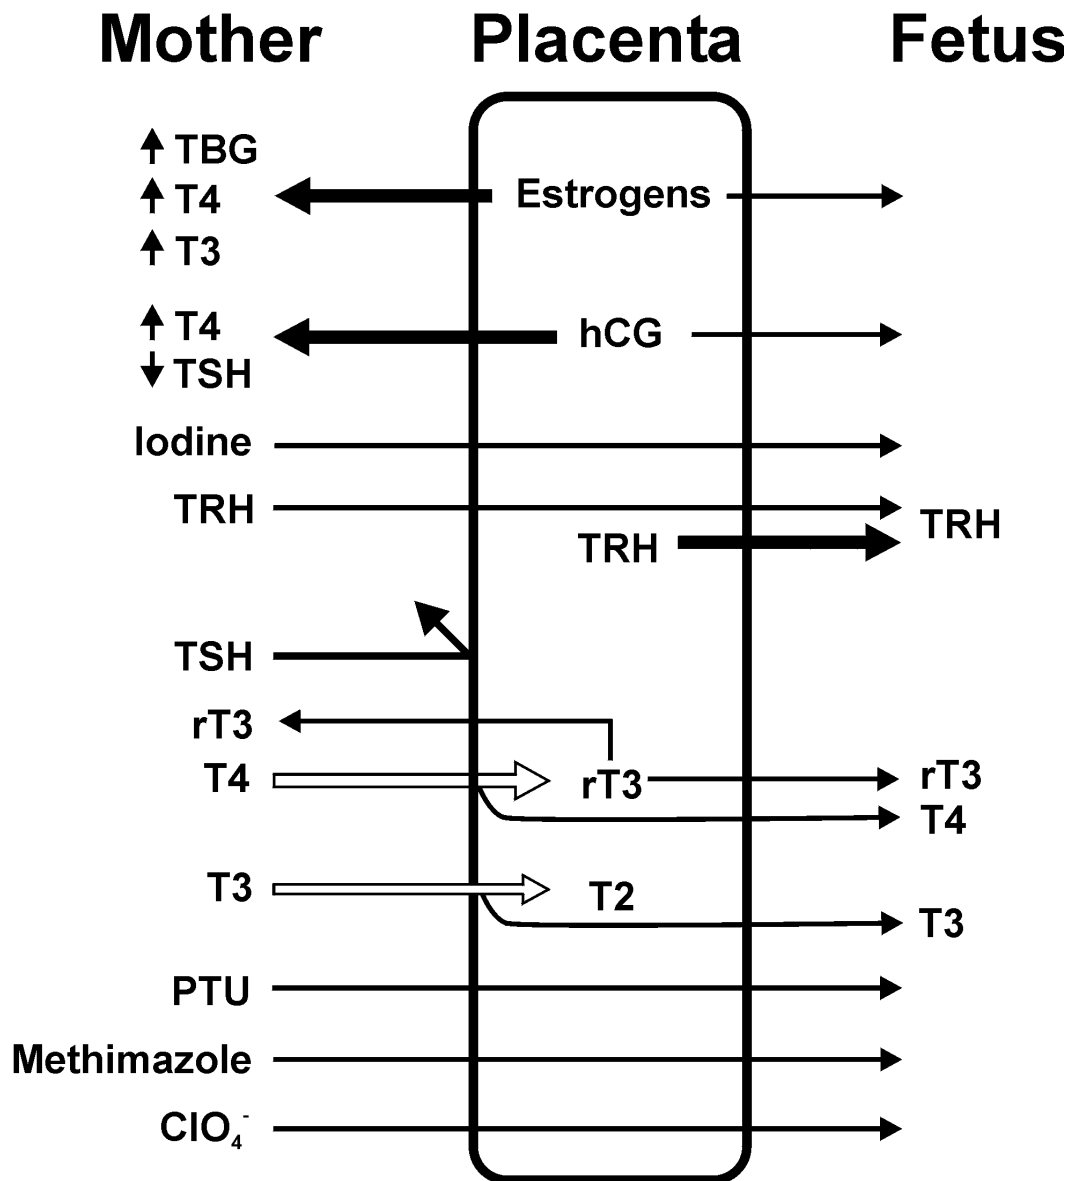 Mother Placenta Fetus
TBG
T4 Estrogens
T3
T4 hCG
TSH
Iodine
TRH TRH
TRH
TSH
rT3
T4 rT3 rT3
T4
T3 T2
T3
PTU
Methimazole
ClO₄⁻